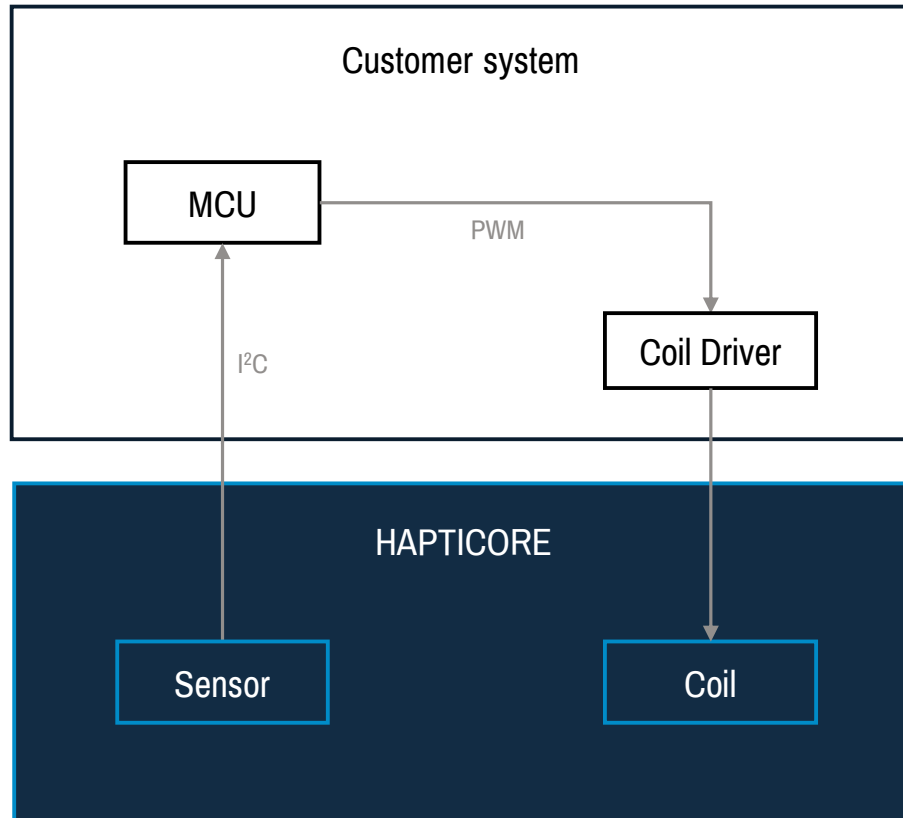 Customer system
MCU
PWM
Coil Driver
I²C
HAPTICORE
Sensor
Coil